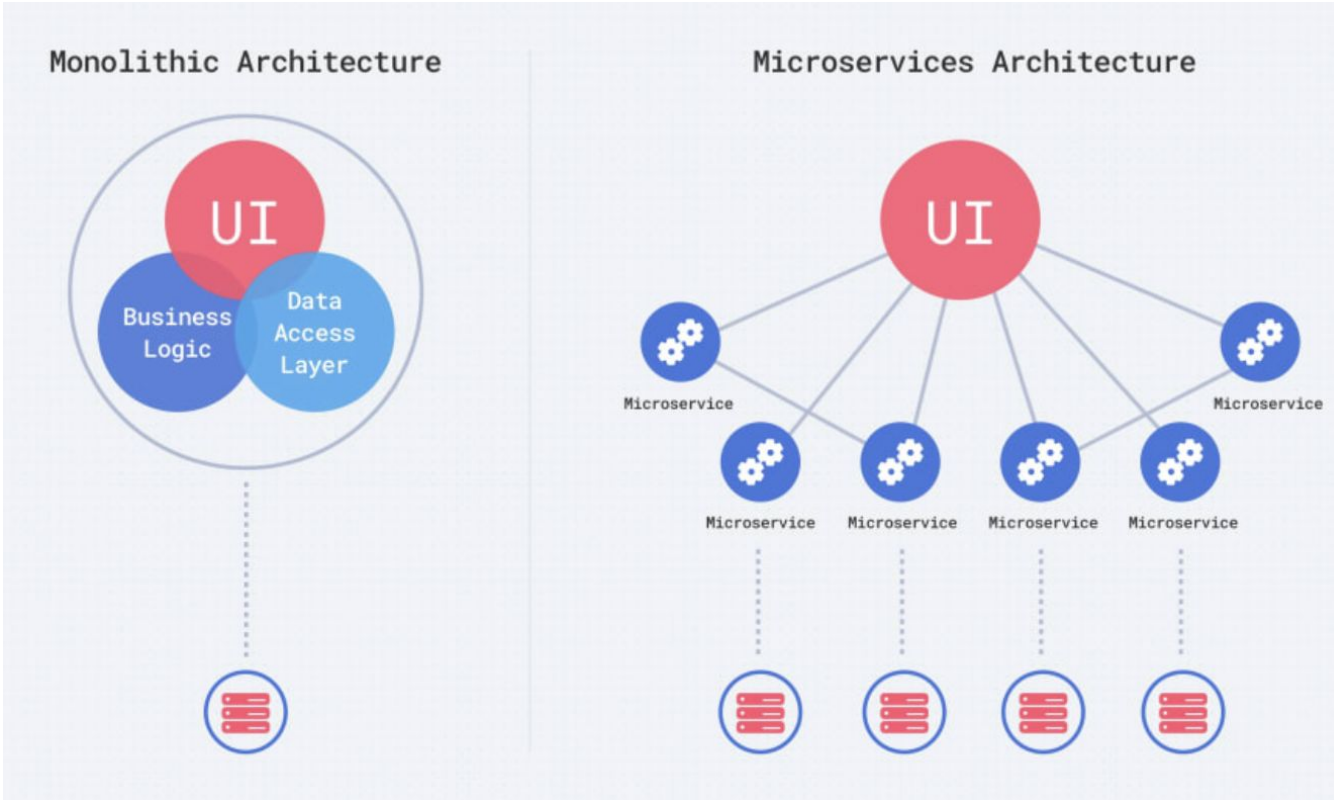 Monolithic Architecture
UI
Business
Logic
Data
Access
Layer
Microservices Architecture
UI
Microservice
Microservice
Microservice
Microservice
Microservice
Microservice